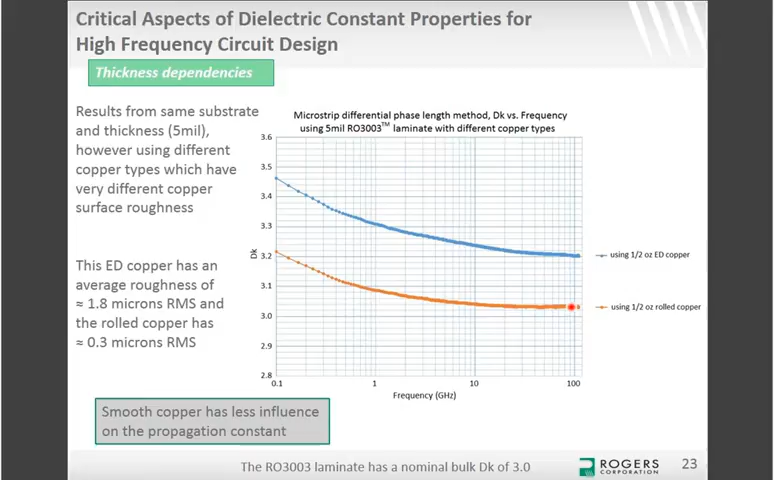 Critical Aspects of Dielectric Constant Properties for
High Frequency Circuit Design
Thickness dependencies
Results from same substrate
and thickness (5mil),
however using different
copper types which have
very different copper
surface roughness
This ED copper has an
average roughness of
≈ 1.8 microns RMS and
the rolled copper has
≈ 0.3 microns RMS
Microstrip differential phase length method, Dk vs. Frequency
using 5mil RO3003™ laminate with different copper types
3.6
3.5
3.4
3.3
3.2
3.1
3.0
2.9
2.8
Dk
0.1 1 10 100
Frequency (GHz)
using 1/2 oz ED copper
using 1/2 oz rolled copper
Smooth copper has less influence
on the propagation constant
The RO3003 laminate has a nominal bulk Dk of 3.0
ROGERS
CORPORATION
23